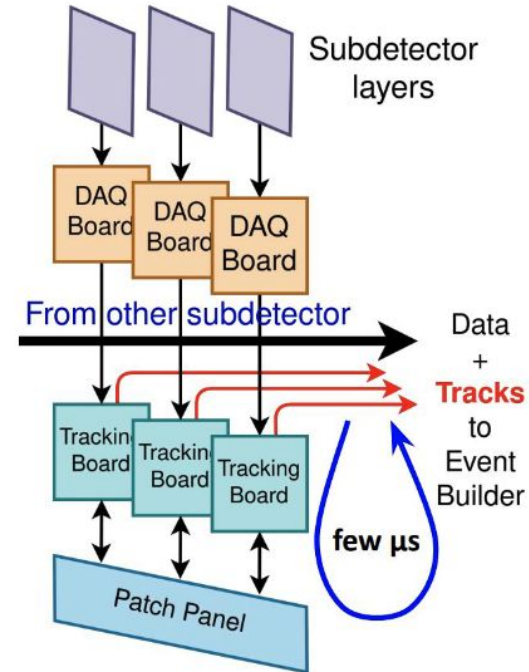 Subdetector
layers
DAQ
Board
DAQ
Board
DAQ
Board
From other subdetector
Data
+
Tracks
to
Event
Builder
Tracking
Board
Tracking
Board
Tracking
Board
few µs
Patch Panel